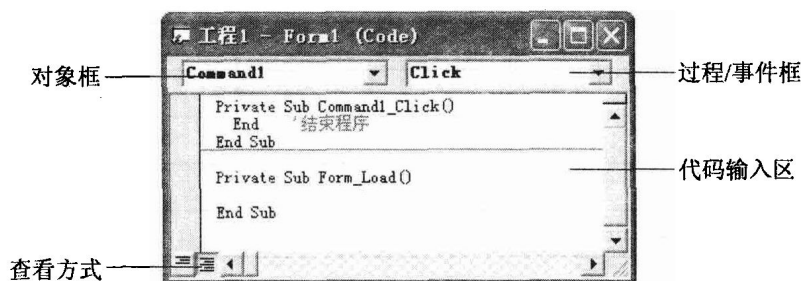 工程1 - Form1 (Code)
对象框
Command1
Click
过程/事件框
Private Sub Command1_Click()
End '结束程序
End Sub
代码输入区
Private Sub Form_Load()
End Sub
查看方式